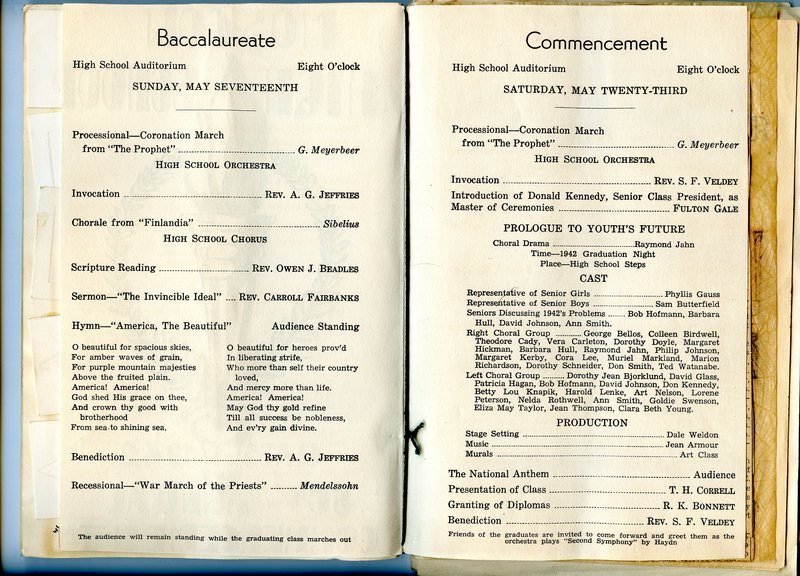 Baccalaureate
High School Auditorium Eight O'clock
SUNDAY, MAY SEVENTEENTH
Processional—Coronation March
from "The Prophet" ........ G. Meyerbeer
HIGH SCHOOL ORCHESTRA
Invocation ........ REV. A. G. JEFFRIES
Chorale from "Finlandia" ........ Sibelius
HIGH SCHOOL CHORUS
Scripture Reading ........ REV. OWEN J. BEADLES
Sermon—"The Invincible Ideal" .... REV. CARROLL FAIRBANKS
Hymn—"America, The Beautiful" Audience Standing
O beautiful for spacious skies,
For amber waves of grain,
For purple mountain majesties
Above the fruited plain.
America! America!
God shed His grace on thee,
And crown thy good with
brotherhood
From sea to shining sea.
O beautiful for heroes prov'd
In liberating strife,
Who more than self their country
loved,
And mercy more than life.
America! America!
May God thy gold refine
Till all success be nobleness,
And ev'ry gain divine.
Benediction ........ REV. A. G. JEFFRIES
Recessional—"War March of the Priests" ........ Mendelssohn
The audience will remain standing while the graduating class marches out
Commencement
High School Auditorium Eight O'clock
SATURDAY, MAY TWENTY-THIRD
Processional—Coronation March
from "The Prophet" ........ G. Meyerbeer
HIGH SCHOOL ORCHESTRA
Invocation ........ REV. S. F. VELDEY
Introduction of Donald Kennedy, Senior Class President, as
Master of Ceremonies ........ FULTON GALE
PROLOGUE TO YOUTH'S FUTURE
Choral Drama ........ Raymond Jahn
Time—1942 Graduation Night
Place—High School Steps
CAST
Representative of Senior Girls ........ Phyllis Gauss
Representative of Senior Boys ........ Sam Butterfield
Seniors Discussing 1942's Problems ...... Bob Hofmann, Barbara
Hull, David Johnson, Ann Smith.
Right Choral Group ........ George Bellos, Colleen Birdwell,
Theodore Cady, Vera Carleton, Dorothy Doyle, Margaret
Hickman, Barbara Hull, Raymond Jahn, Philip Johnson,
Margaret Kerby, Cora Lee, Muriel Markland, Marion
Richardson, Dorothy Schneider, Don Smith, Ted Watanabe.
Left Choral Group ........ Dorothy Jean Bjorklund, David Glass,
Patricia Hagan, Bob Hofmann, David Johnson, Don Kennedy,
Betty Lou Knapik, Harold Lenke, Art Nelson, Lorene
Peterson, Nelda Rothwell, Ann Smith, Goldie Swenson,
Eliza May Taylor, Jean Thompson, Clara Beth Young.
PRODUCTION
Stage Setting ........ Dale Weldon
Music ........ Jean Armour
Murals ........ Art Class
The National Anthem ........ Audience
Presentation of Class ........ T. H. CORRELL
Granting of Diplomas ........ R. K. BONNETT
Benediction ........ REV. S. F. VELDEY
Friends of the graduates are invited to come forward and greet them as the
orchestra plays "Second Symphony" by Haydn